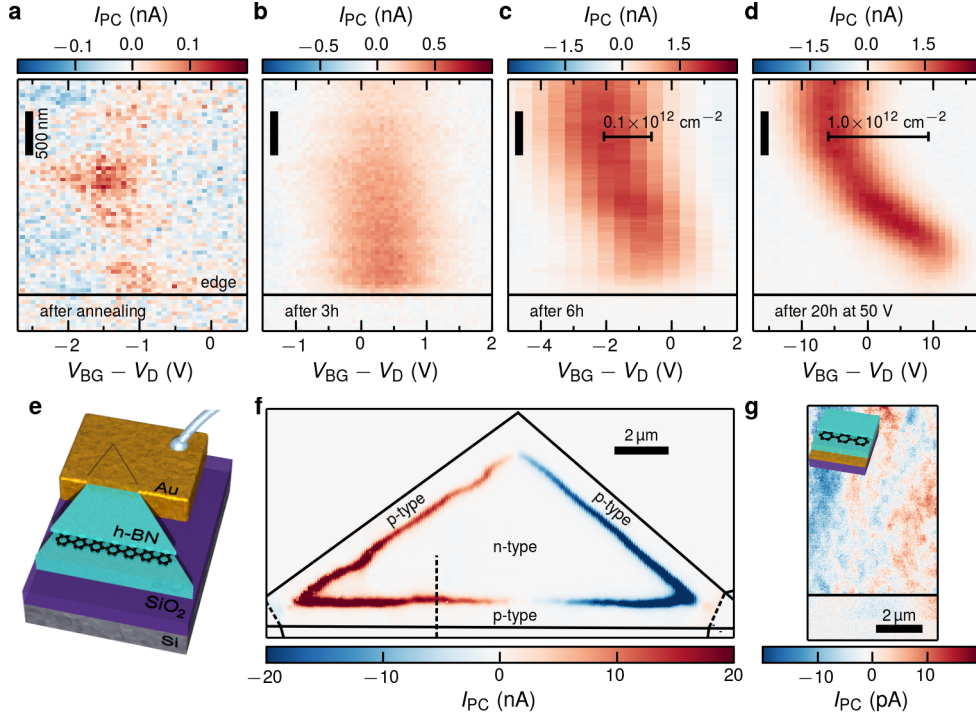 a
I_PC (nA)
−0.1 0.0 0.1
500 nm
edge
after annealing
−2 −1 0
V_BG − V_D (V)
b
I_PC (nA)
−0.5 0.0 0.5
after 3h
−1 0 1 2
V_BG − V_D (V)
c
I_PC (nA)
−1.5 0.0 1.5
0.1 × 10¹² cm⁻²
after 6h
−4 −2 0 2
V_BG − V_D (V)
d
I_PC (nA)
−1.5 0.0 1.5
1.0 × 10¹² cm⁻²
after 20h at 50 V
−10 0 10
V_BG − V_D (V)
e
Au
h-BN
SiO₂
Si
f
2 μm
p-type
p-type
n-type
p-type
−20 −10 0 10 20
I_PC (nA)
g
2 μm
−10 0 10
I_PC (pA)